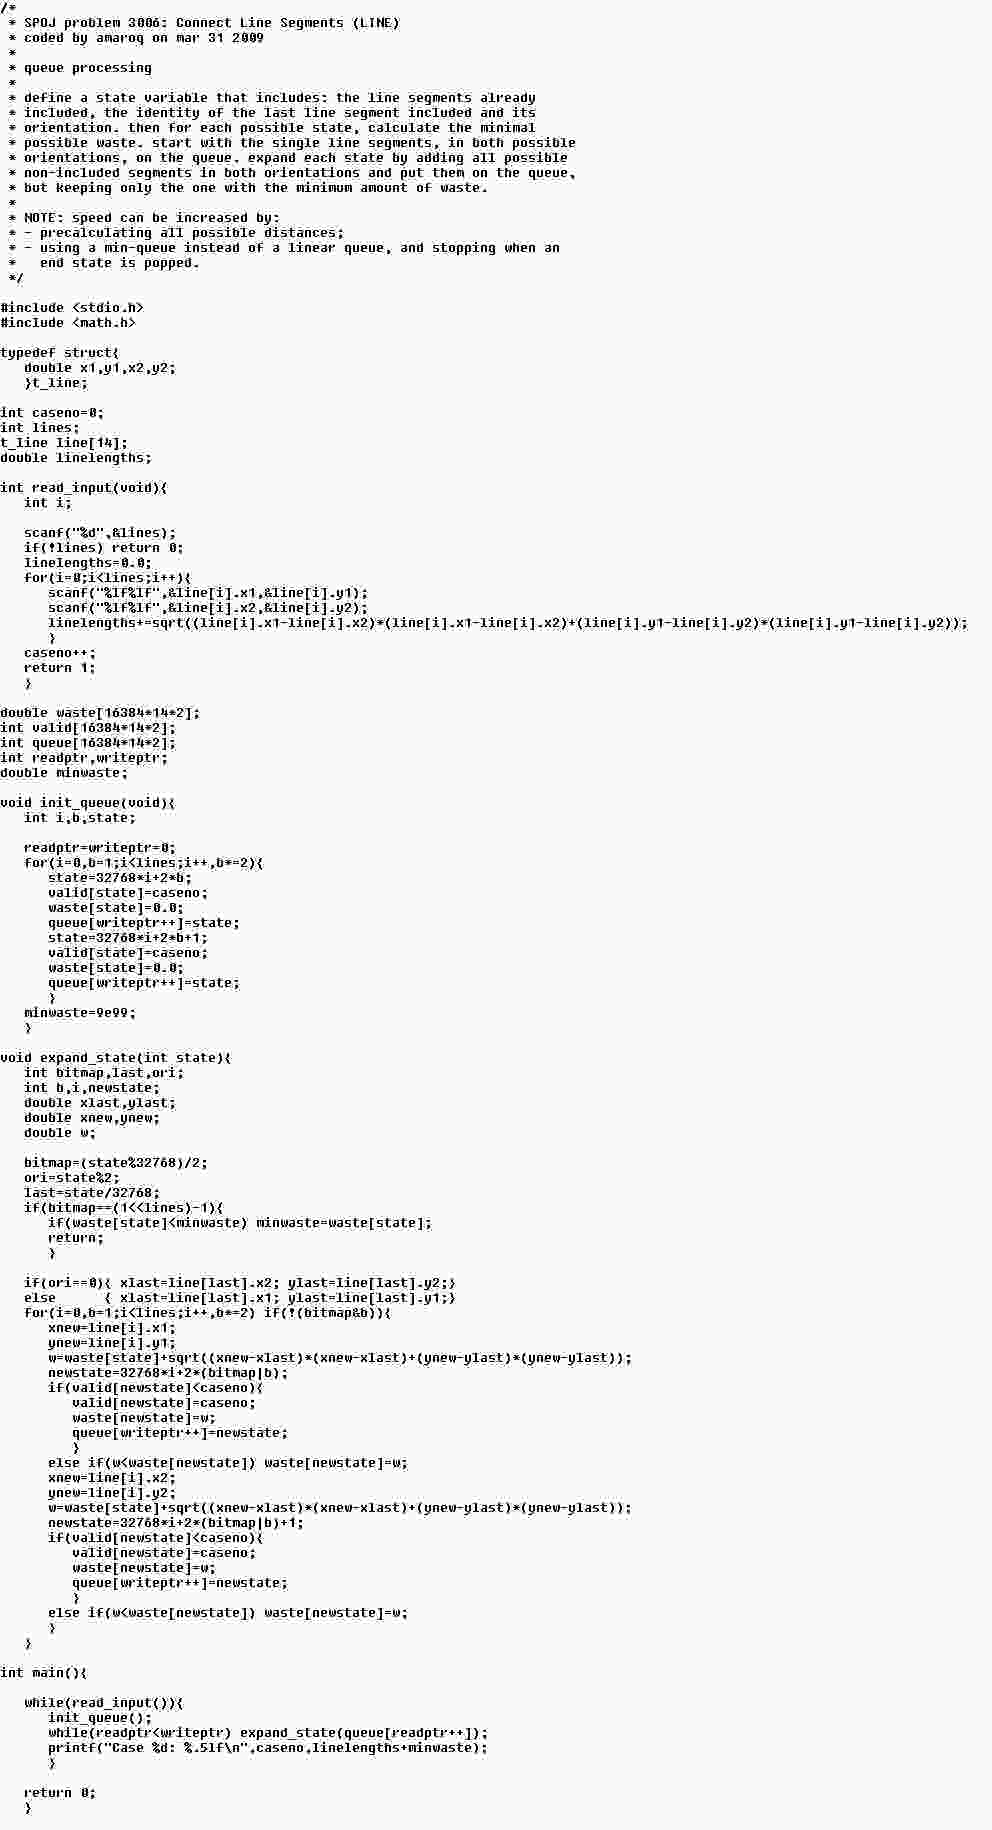 /*
 * SPOJ problem 3006: Connect Line Segments (LINE)
 * coded by amaroq on mar 31 2009
 *
 * queue processing
 *
 * define a state variable that includes: the line segments already
 * included, the identity of the last line segment included and its
 * orientation. then for each possible state, calculate the minimal
 * possible waste. start with the single line segments, in both possible
 * orientations, on the queue. expand each state by adding all possible
 * non-included segments in both orientations and put them on the queue,
 * but keeping only the one with the minimum amount of waste.
 *
 * NOTE: speed can be increased by:
 * - precalculating all possible distances;
 * - using a min-queue instead of a linear queue, and stopping when an
 *   end state is popped.
 */

#include <stdio.h>
#include <math.h>

typedef struct{
   double x1,y1,x2,y2;
   }t_line;

int caseno=0;
int lines;
t_line line[14];
double linelengths;

int read_input(void){
   int i;

   scanf("%d",&lines);
   if(!lines) return 0;
   linelengths=0.0;
   for(i=0;i<lines;i++){
      scanf("%lf%lf",&line[i].x1,&line[i].y1);
      scanf("%lf%lf",&line[i].x2,&line[i].y2);
      linelengths+=sqrt((line[i].x1-line[i].x2)*(line[i].x1-line[i].x2)+(line[i].y1-line[i].y2)*(line[i].y1-line[i].y2));
      }
   caseno++;
   return 1;
   }

double waste[16384*14*2];
int valid[16384*14*2];
int queue[16384*14*2];
int readptr,writeptr;
double minwaste;

void init_queue(void){
   int i,b,state;

   readptr=writeptr=0;
   for(i=0,b=1;i<lines;i++,b*=2){
      state=32768*i+2*b;
      valid[state]=caseno;
      waste[state]=0.0;
      queue[writeptr++]=state;
      state=32768*i+2*b+1;
      valid[state]=caseno;
      waste[state]=0.0;
      queue[writeptr++]=state;
      }
   minwaste=9e99;
   }

void expand_state(int state){
   int bitmap,last,ori;
   int b,i,newstate;
   double xlast,ylast;
   double xnew,ynew;
   double w;

   bitmap=(state%32768)/2;
   ori=state%2;
   last=state/32768;
   if(bitmap==(1<<lines)-1){
      if(waste[state]<minwaste) minwaste=waste[state];
      return;
      }

   if(ori==0){ xlast=line[last].x2; ylast=line[last].y2;}
   else      { xlast=line[last].x1; ylast=line[last].y1;}
   for(i=0,b=1;i<lines;i++,b*=2) if(!(bitmap&b)){
      xnew=line[i].x1;
      ynew=line[i].y1;
      w=waste[state]+sqrt((xnew-xlast)*(xnew-xlast)+(ynew-ylast)*(ynew-ylast));
      newstate=32768*i+2*(bitmap|b);
      if(valid[newstate]<caseno){
         valid[newstate]=caseno;
         waste[newstate]=w;
         queue[writeptr++]=newstate;
         }
      else if(w<waste[newstate]) waste[newstate]=w;
      xnew=line[i].x2;
      ynew=line[i].y2;
      w=waste[state]+sqrt((xnew-xlast)*(xnew-xlast)+(ynew-ylast)*(ynew-ylast));
      newstate=32768*i+2*(bitmap|b)+1;
      if(valid[newstate]<caseno){
         valid[newstate]=caseno;
         waste[newstate]=w;
         queue[writeptr++]=newstate;
         }
      else if(w<waste[newstate]) waste[newstate]=w;
      }
   }

int main(){

   while(read_input()){
      init_queue();
      while(readptr<writeptr) expand_state(queue[readptr++]);
      printf("Case %d: %.5lf\n",caseno,linelengths+minwaste);
      }

   return 0;
   }